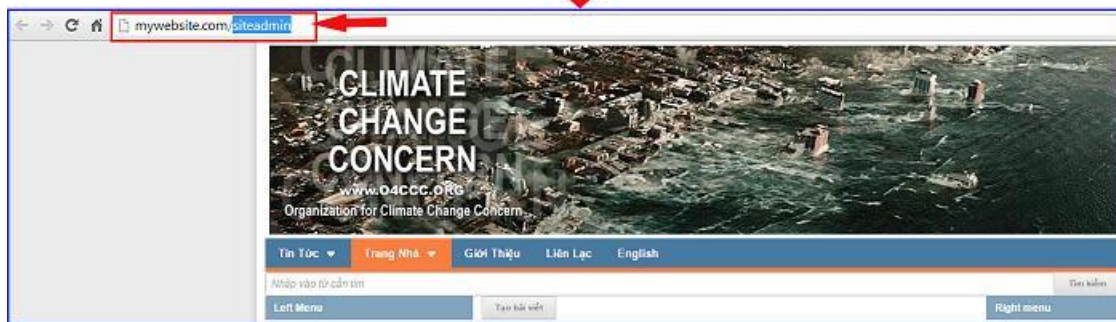 mywebsite.com/siteadmin
CLIMATE
CHANGE
CONCERN
www.O4CCC.ORG
Organization for Climate Change Concern
Tin Tức Trang Nhà Giới Thiệu Liên Lạc English
Nhập vào từ cần tìm Tìm kiếm
Left Menu Tạo bài viết Right menu